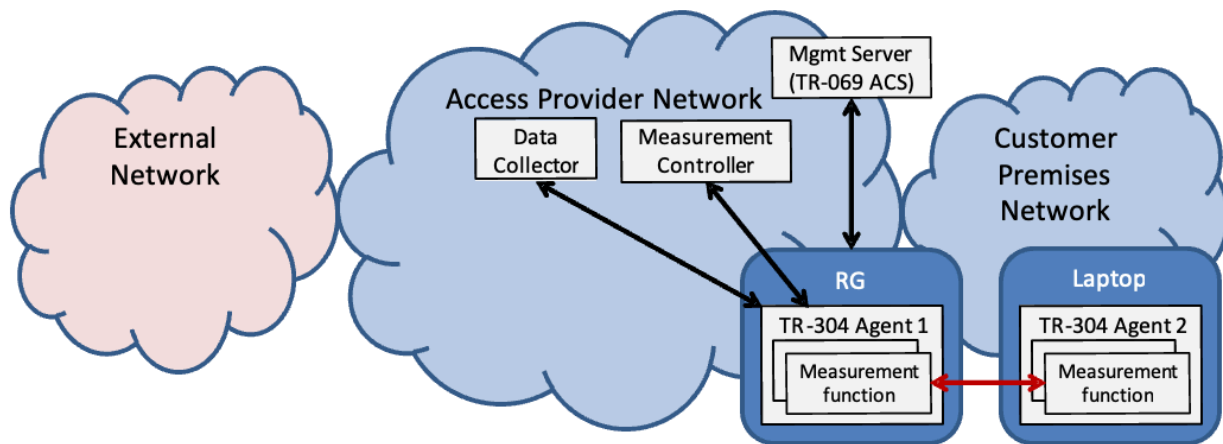 External
Network
Access Provider Network
Data
Collector
Measurement
Controller
Mgmt Server
(TR-069 ACS)
Customer
Premises
Network
RG
TR-304 Agent 1
Measurement
function
Laptop
TR-304 Agent 2
Measurement
function